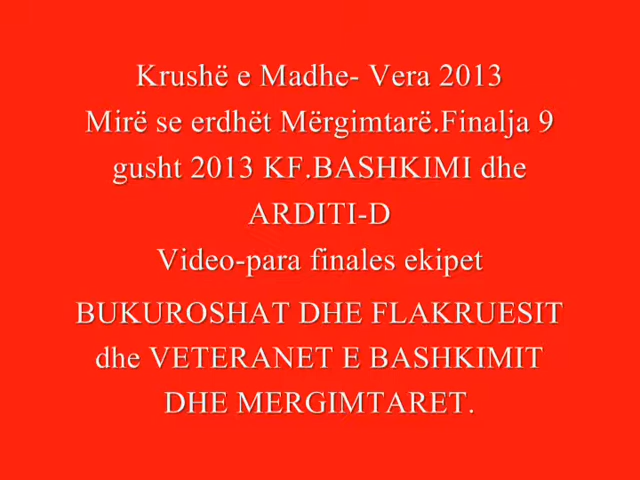 Krushë e Madhe- Vera 2013
Mirë se erdhët Mërgimtarë.Finalja 9
gusht 2013 KF.BASHKIMI dhe
ARDITI-D
Video-para finales ekipet
BUKUROSHAT DHE FLAKRUESIT
dhe VETERANET E BASHKIMIT
DHE MERGIMTARET.